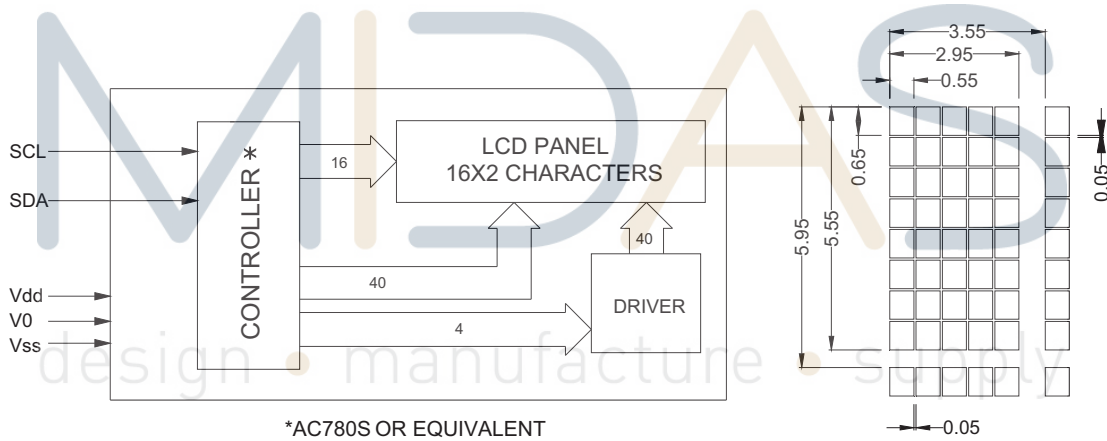 MIDAS
design • manufacture • supply
SCL
SDA
Vdd
V0
Vss
CONTROLLER *
16
LCD PANEL
16X2 CHARACTERS
40
40
DRIVER
4
*AC780S OR EQUIVALENT
3.55
2.95
0.55
0.65
5.95
5.55
0.05
0.05